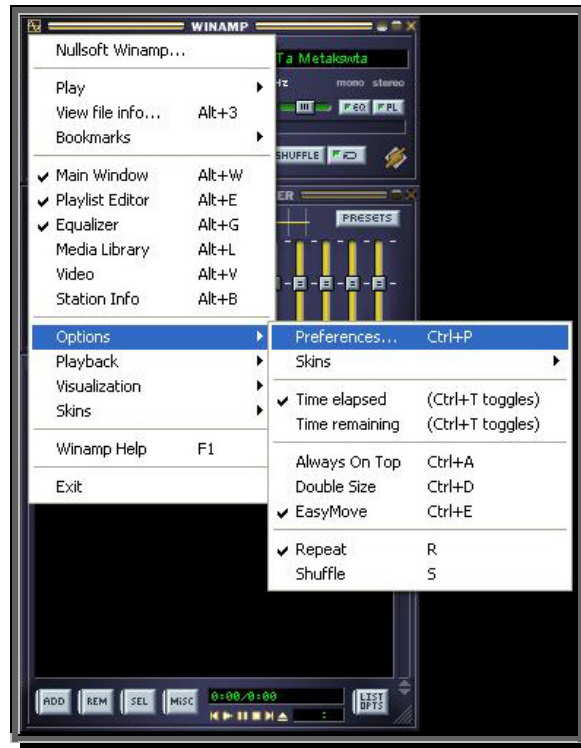 WINAMP
Nullsoft Winamp...
Ta Metakswta
Play
Hz mono stereo
View file info... Alt+3
EQ PL
Bookmarks
SHUFFLE
Main Window Alt+W
Playlist Editor Alt+E
ER
Equalizer Alt+G
PRESETS
Media Library Alt+L
Video Alt+V
Station Info Alt+B
Options
Playback
Visualization
Skins
Winamp Help F1
Exit
Preferences... Ctrl+P
Skins
Time elapsed (Ctrl+T toggles)
Time remaining (Ctrl+T toggles)
Always On Top Ctrl+A
Double Size Ctrl+D
EasyMove Ctrl+E
Repeat R
Shuffle S
ADD REM SEL MISC 0:00/0:00 LIST
OPTS